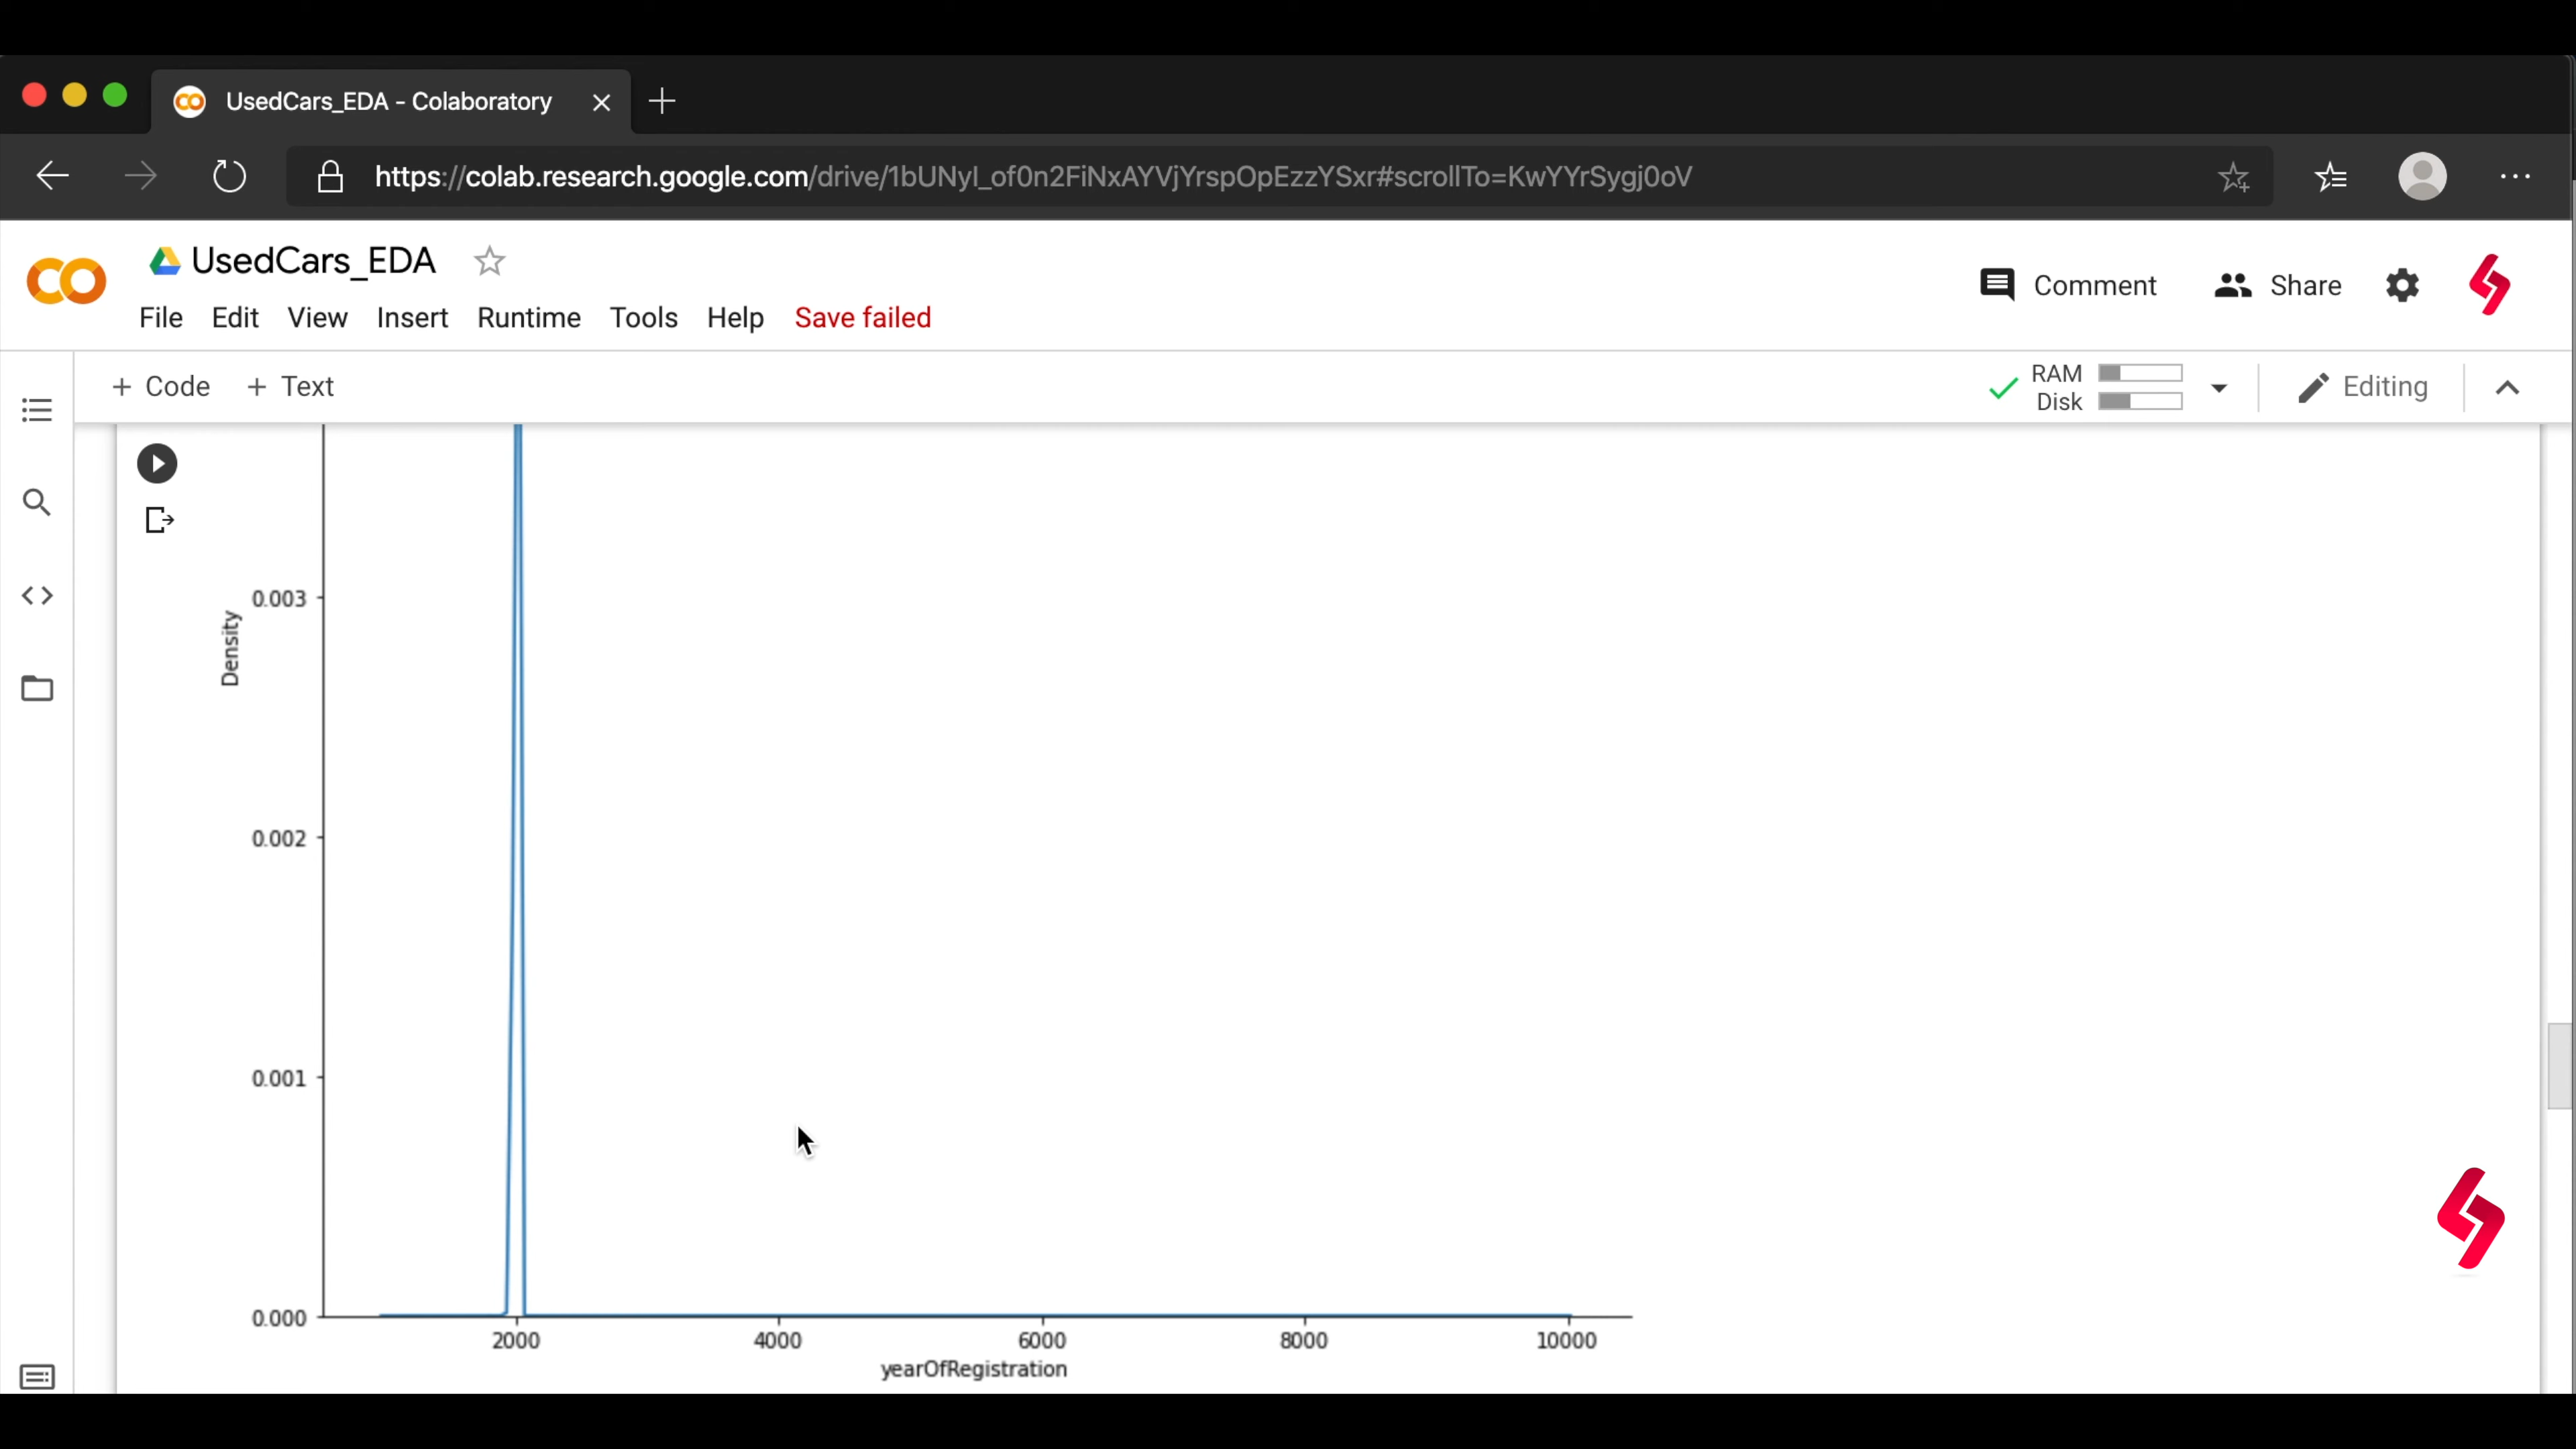 UsedCars_EDA - Colaboratory
https://colab.research.google.com/drive/1bUNyI_of0n2FiNxAYVjYrspOpEzzYSxr#scrollTo=KwYYrSygj0oV
UsedCars_EDA
File Edit View Insert Runtime Tools Help Save failed
Comment Share
+ Code + Text
RAM
Disk
Editing
Density
0.003
0.002
0.001
0.000
2000 4000 6000 8000 10000
yearOfRegistration